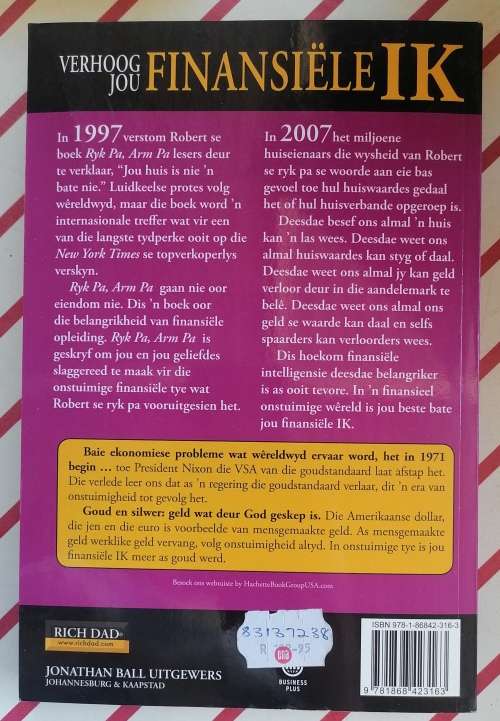 VERHOOG JOU FINANSIËLE IK
In 1997 verstom Robert se
boek Ryk Pa, Arm Pa lesers deur
te verklaar, “Jou huis is nie ’n
bate nie.” Luidkeelse protes volg
wêreldwyd, maar die boek word ’n
internasionale treffer wat vir een
van die langste tydperke ooit op die
New York Times se topverkoperlys
verskyn.
Ryk Pa, Arm Pa gaan nie oor
eiendom nie. Dis ’n boek oor
die belangrikheid van finansiële
opleiding. Ryk Pa, Arm Pa is
geskryf om jou en jou geliefdes
slaggereed te maak vir die
onstuimige finansiële tye wat
Robert se ryk pa vooruitgesien het.
In 2007 het miljoene
huiseienaars die wysheid van Robert
se ryk pa se woorde aan eie bas
gevoel toe hul huiswaardes gedaal
het of hul huisverbande opgeroep is.
Deesdae besef ons almal ’n huis
kan ’n las wees. Deesdae weet ons
almal huiswaardes kan styg of daal.
Deesdae weet ons almal jy kan geld
verloor deur in die aandelemark te
belê. Deesdae weet ons almal ons
geld se waarde kan daal en selfs
spaarders kan verloorders wees.
Dis hoekom finansiële
intelligensie deesdae belangriker
is as ooit tevore. In ’n finansieel
onstuimige wêreld is jou beste bate
jou finansiële IK.
Baie ekonomiese probleme wat wêreldwyd ervaar word, het in 1971
begin … toe President Nixon die VSA van die goudstandaard laat afstap het.
Die verlede leer ons dat as ’n regering die goudstandaard verlaat, dit ’n era van
onstuimigheid tot gevolg het.
Goud en silwer: geld wat deur God geskep is. Die Amerikaanse dollar,
die jen en die euro is voorbeelde van mensgemaakte geld. As mensgemaakte
geld werklike geld vervang, volg onstuimigheid altyd. In onstuimige tye is jou
finansiële IK meer as goud werd.
Besoek ons webtuiste by HachetteBookGroupUSA.com
RICH DAD
www.richdad.com
JONATHAN BALL UITGEWERS
JOHANNESBURG & KAAPSTAD
83137238
BUSINESS
PLUS
ISBN 978-1-86842-316-3
9 781868 423163